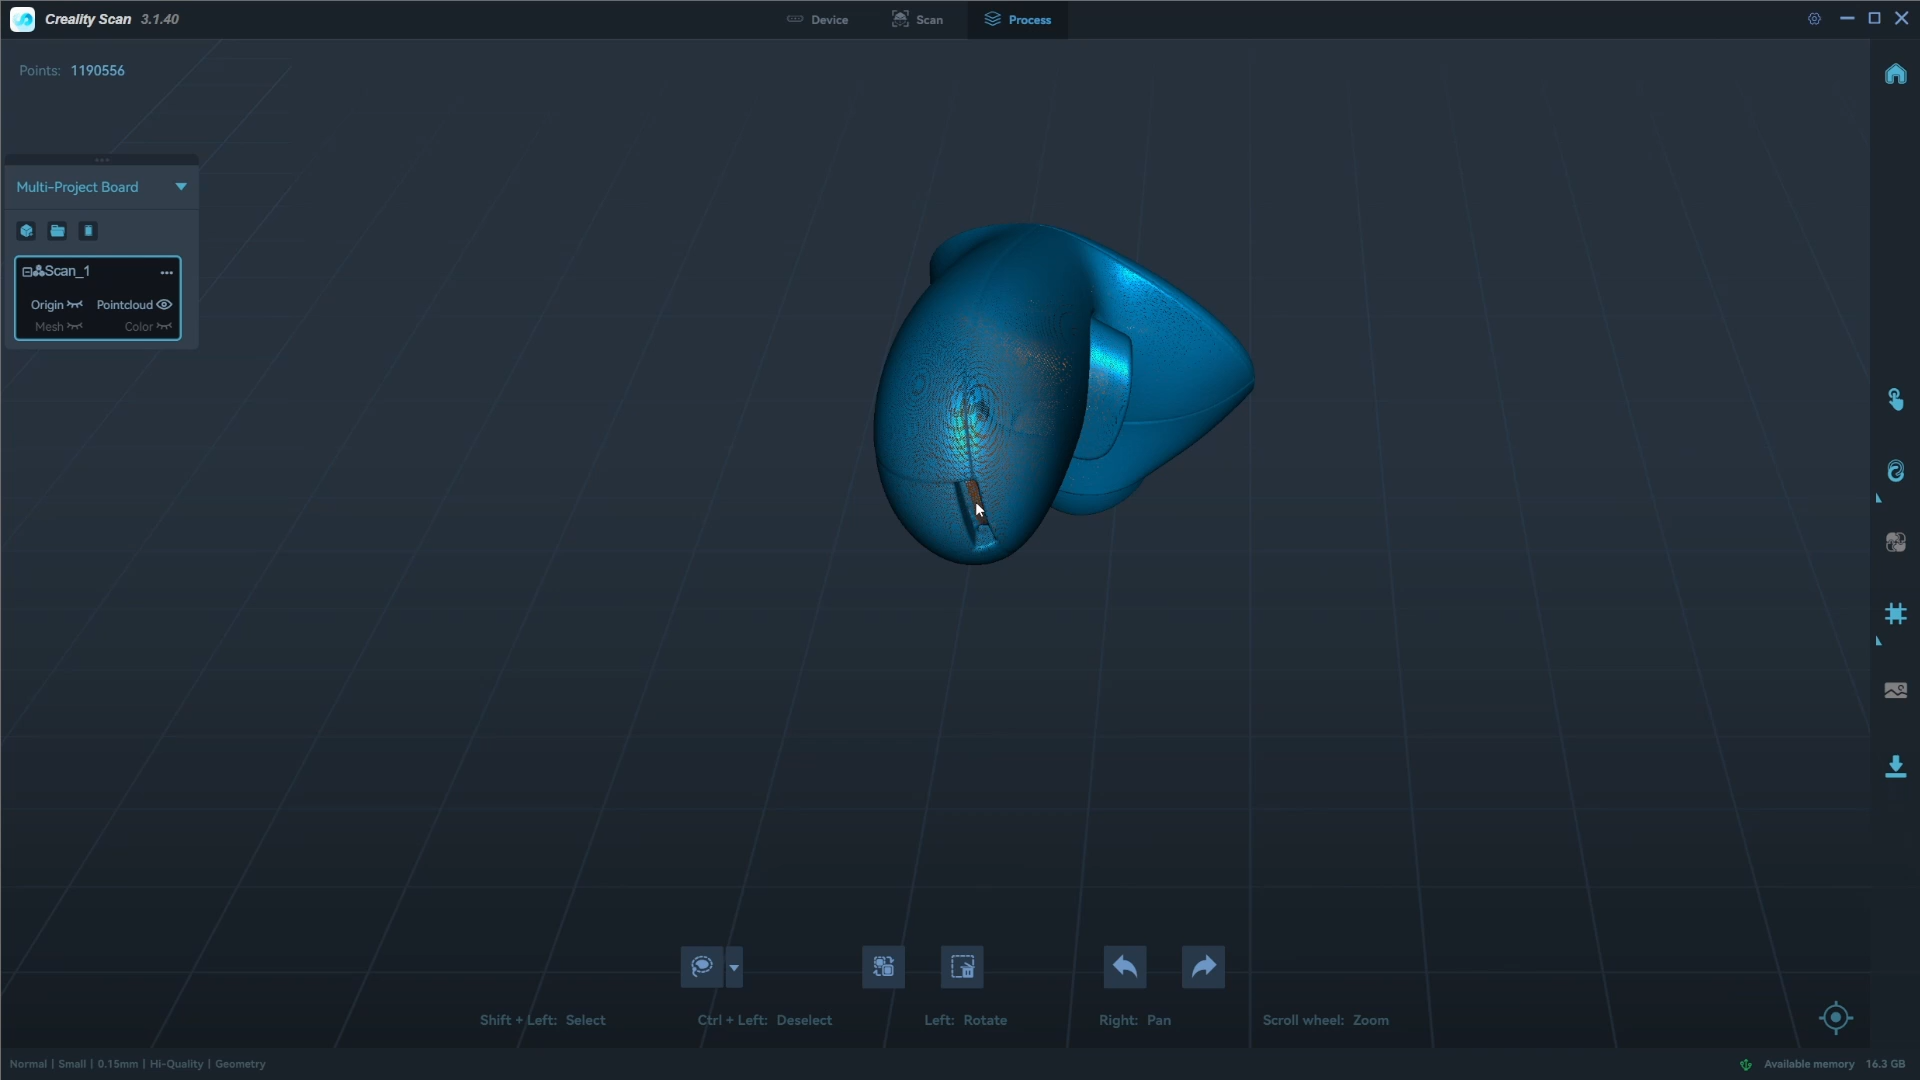 Creality Scan 3.1.40
Device
Scan
Process
Points: 1190556
Multi-Project Board
Scan_1
Origin
Pointcloud
Mesh
Color
Shift + Left: Select
Ctrl + Left: Deselect
Left: Rotate
Right: Pan
Scroll wheel: Zoom
Normal | Small | 0.15mm | Hi-Quality | Geometry
Available memory 16.3 GB